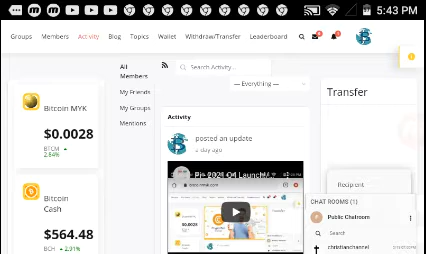 5:43 PM
Groups Members Activity Blog Topics Wallet Withdraw/Transfer Leaderboard
All Members
My Friends
My Groups
Mentions
Search Activity...
— Everything —
Bitcoin MYK
$0.0028
BTCM ▲ 2.84%
Bitcoin Cash
$564.48
BCH ▲ 2.91%
Activity
posted an update
a day ago
Transfer
Recipient
CHAT ROOMS (1)
P Public Chatroom
Search
christianchannel